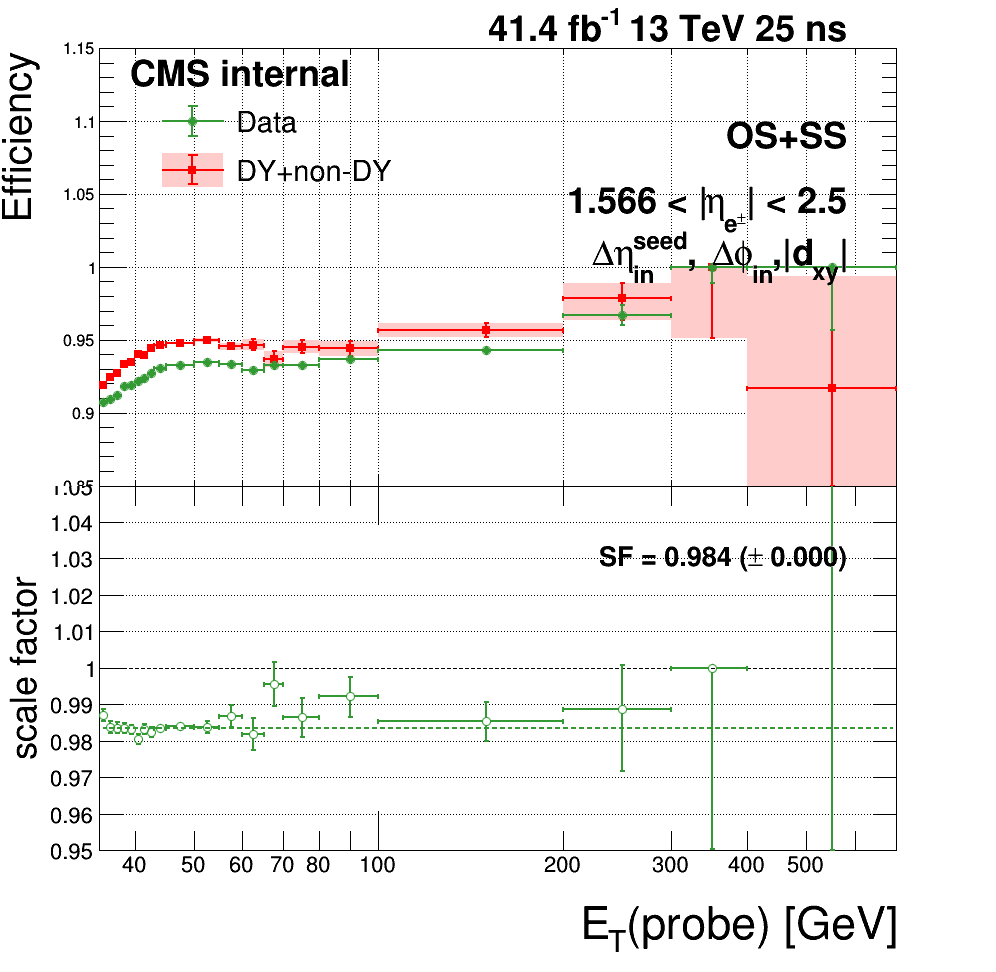 41.4 fb⁻¹ 13 TeV 25 ns
CMS internal
Data
DY+non-DY
OS+SS
1.566 < |η_e±| < 2.5
Δη_in^seed, Δϕ_in,|d_xy|
Efficiency
1.15
1.1
1.05
1
0.95
0.9
0.85
1.05
1.04
1.03
1.02
1.01
1
0.99
0.98
0.97
0.96
0.95
SF = 0.984 (± 0.000)
scale factor
40 50 60 70 80 100 200 300 400 500
E_T(probe) [GeV]